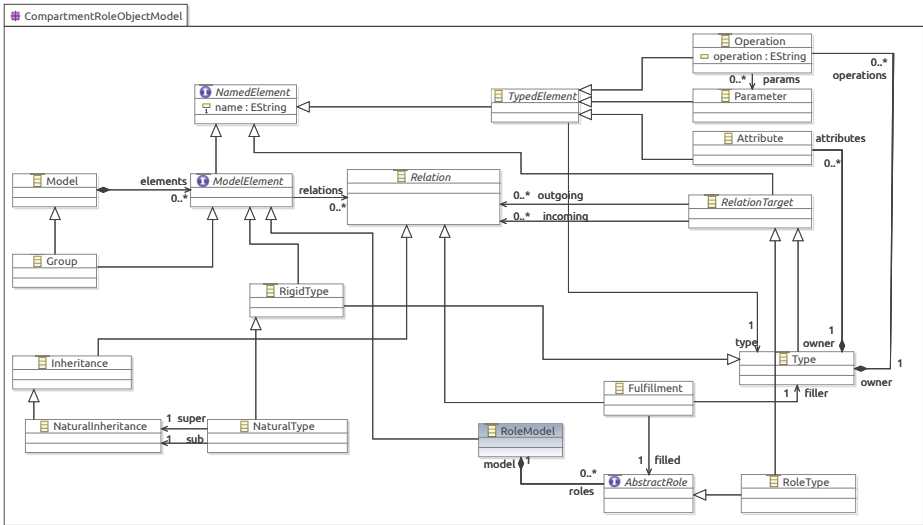 CompartmentRoleObjectModel
Operation
operation : EString
0..*
operations
0..* params
NamedElement
name : EString
TypedElement
Parameter
Attribute
attributes
0..*
Model
elements
0..*
ModelElement
relations
0..*
Relation
0..* outgoing
0..* incoming
RelationTarget
Group
RigidType
1
type
1
owner
Type
1
owner
Inheritance
Fulfillment
1 filler
NaturalInheritance
1 super
1 sub
NaturalType
RoleModel
model 1
1 filled
0..*
roles
AbstractRole
RoleType